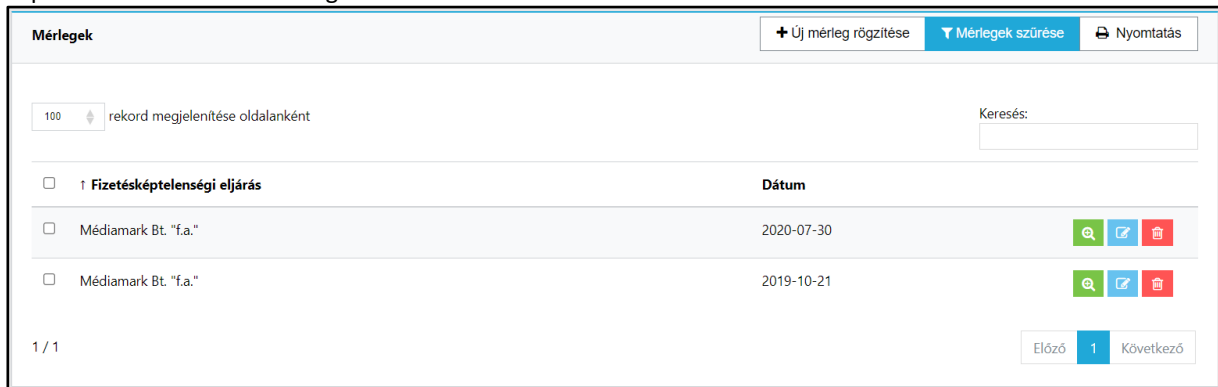 Mérlegek
Új mérleg rögzítése
Mérlegek szűrése
Nyomtatás
100 rekord megjelenítése oldalanként
Keresés:
↑ Fizetésképtelenségi eljárás Dátum
Médiamark Bt. "f.a." 2020-07-30
Médiamark Bt. "f.a." 2019-10-21
1 / 1
Előző 1 Következő